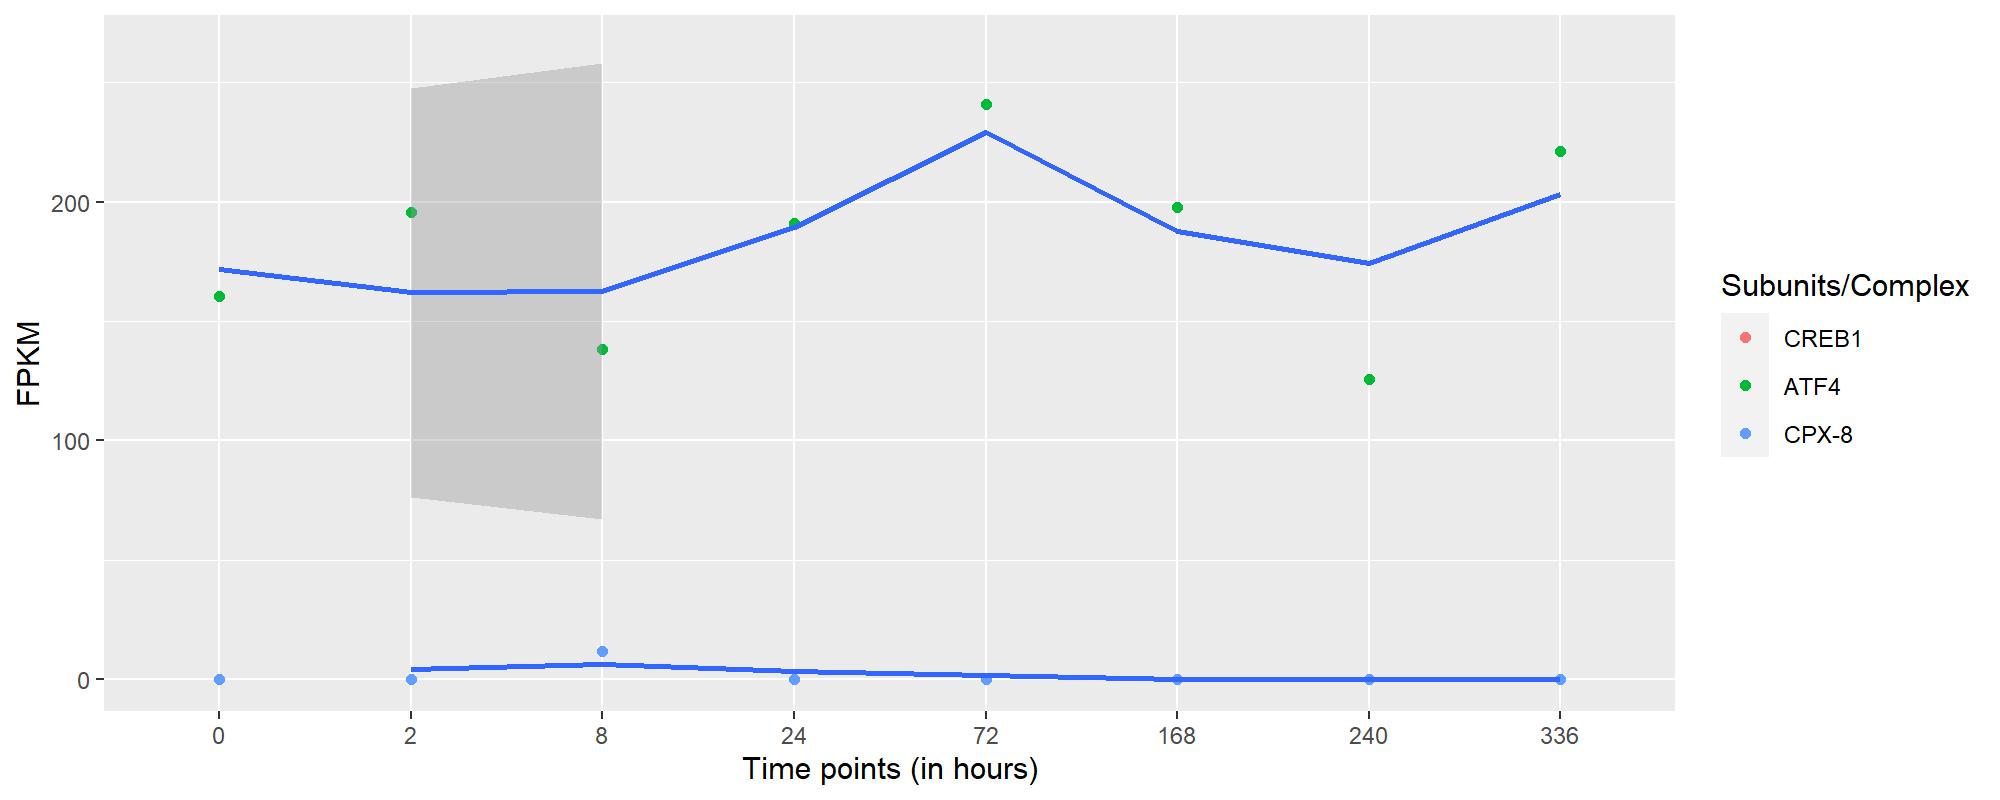 FPKM
200
100
0
0 2 8 24 72 168 240 336
Time points (in hours)
Subunits/Complex
CREB1
ATF4
CPX-8